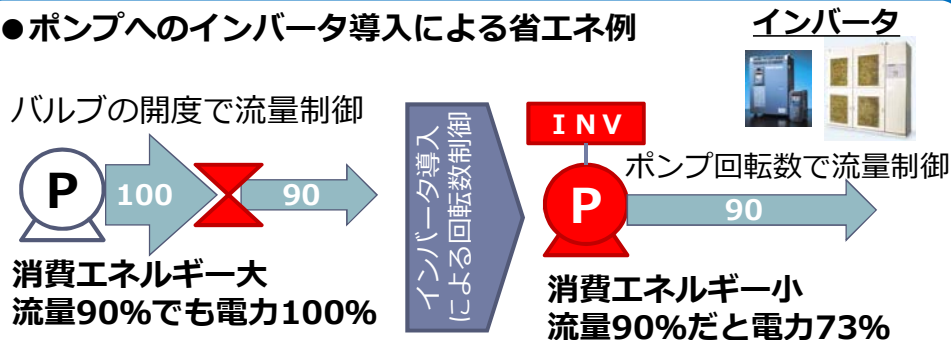 ●ポンプへのインバータ導入による省エネ例
インバータ
バルブの開度で流量制御
P
100
90
消費エネルギー大
流量90%でも電力100%
インバータ導入
による回転数制御
ＩＮＶ
ポンプ回転数で流量制御
P
90
消費エネルギー小
流量90%だと電力73%